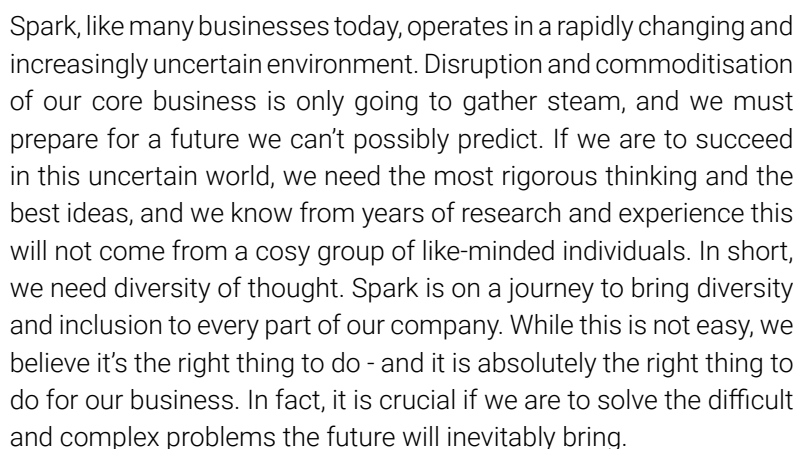 Spark, like many businesses today, operates in a rapidly changing and
increasingly uncertain environment. Disruption and commoditisation
of our core business is only going to gather steam, and we must
prepare for a future we can't possibly predict. If we are to succeed
in this uncertain world, we need the most rigorous thinking and the
best ideas, and we know from years of research and experience this
will not come from a cosy group of like-minded individuals. In short,
we need diversity of thought. Spark is on a journey to bring diversity
and inclusion to every part of our company. While this is not easy, we
believe it's the right thing to do - and it is absolutely the right thing to
do for our business. In fact, it is crucial if we are to solve the difficult
and complex problems the future will inevitably bring.